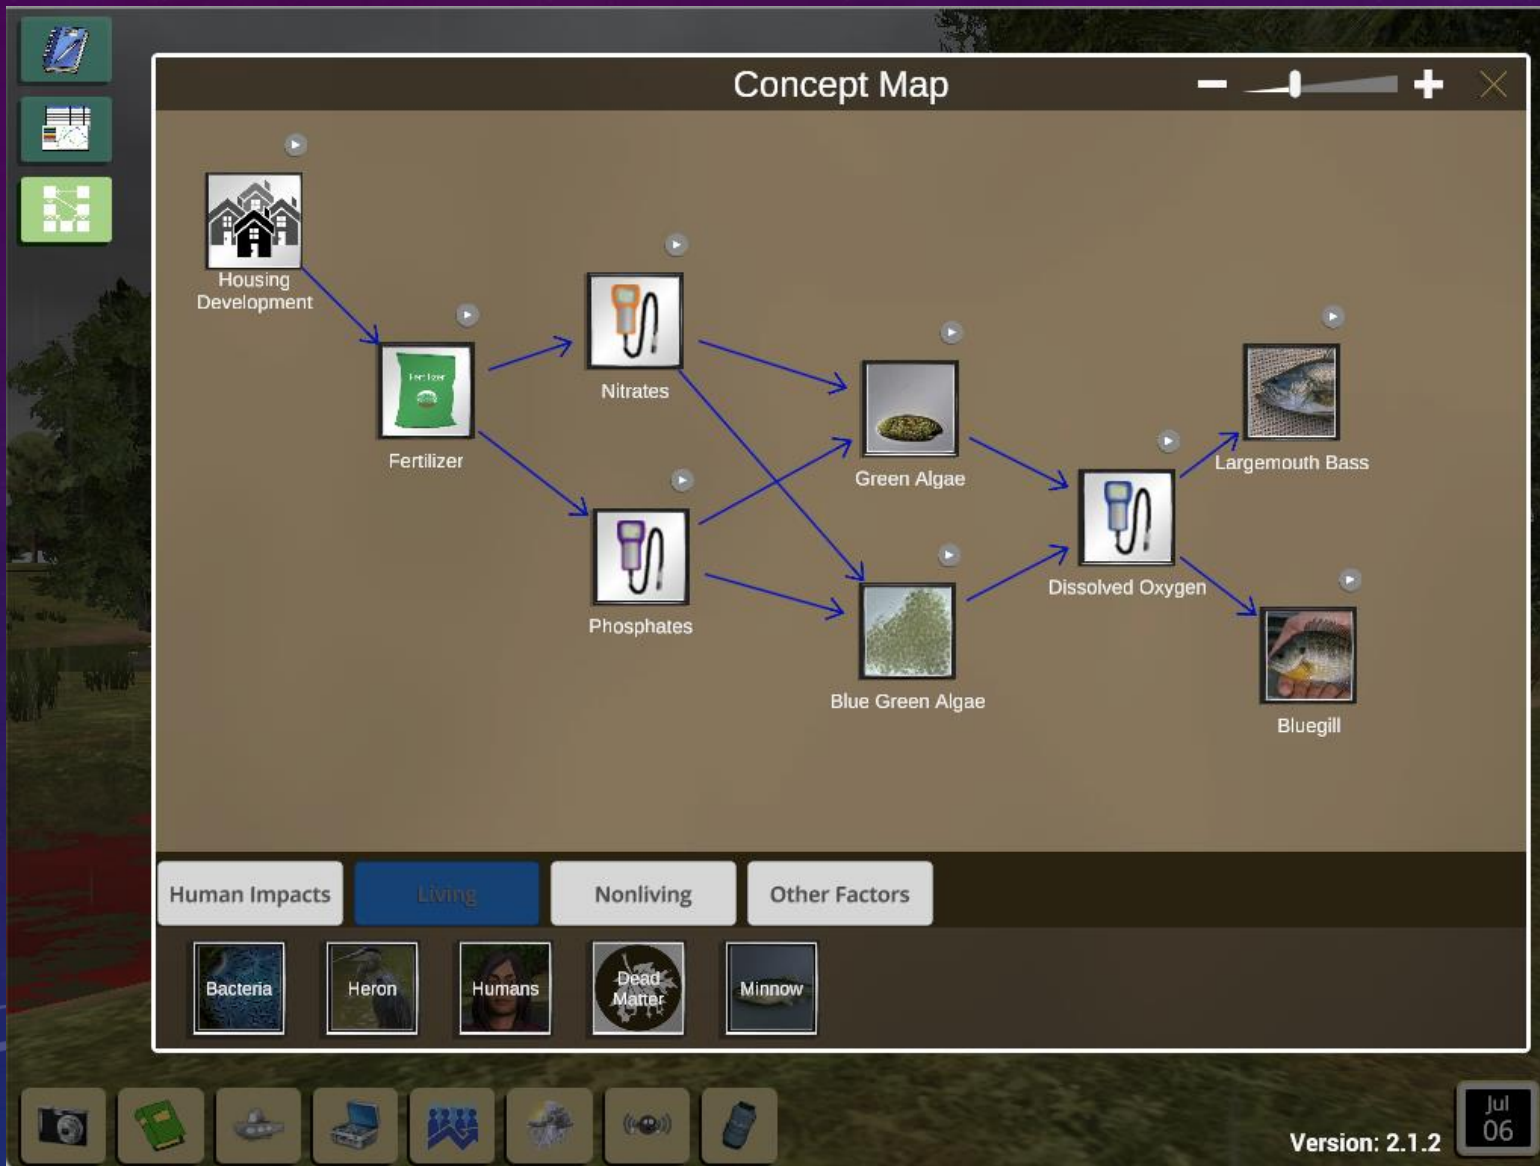 Concept Map
Housing
Development
Fertilizer
Fertilizer
Nitrates
Phosphates
Green Algae
Blue Green Algae
Dissolved Oxygen
Largemouth Bass
Bluegill
Human Impacts
Living
Nonliving
Other Factors
Bacteria
Heron
Humans
Dead
Matter
Minnow
Version: 2.1.2
Jul
06